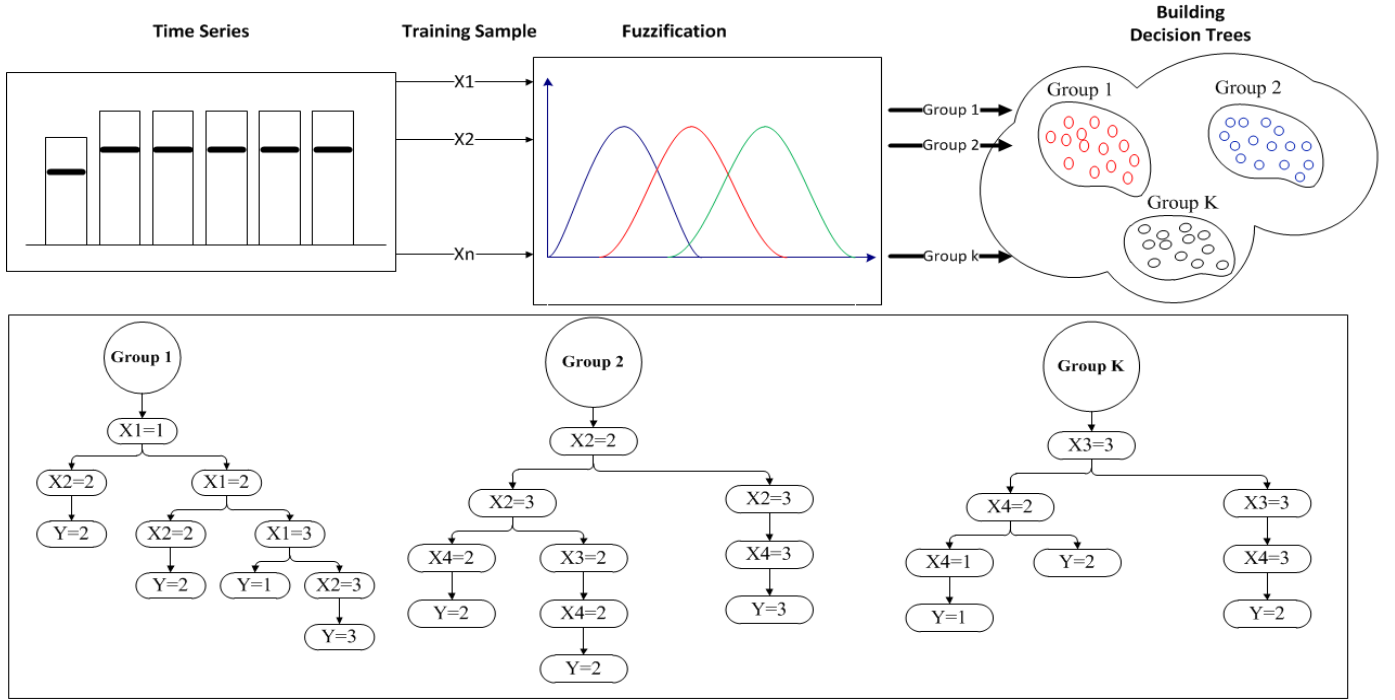 Time Series
Training Sample
Fuzzification
Building
Decision Trees
X1
X2
Xn
Group 1
Group 2
Group k
Group 1
Group 2
Group K
Group 1
X1=1
X2=2
X1=2
Y=2
X2=2
X1=3
Y=2
Y=1
X2=3
Y=3
Group 2
X2=2
X2=3
X2=3
X4=2
X3=2
X4=3
Y=2
X4=2
Y=3
Y=2
Group K
X3=3
X4=2
X3=3
X4=1
Y=2
X4=3
Y=1
Y=2